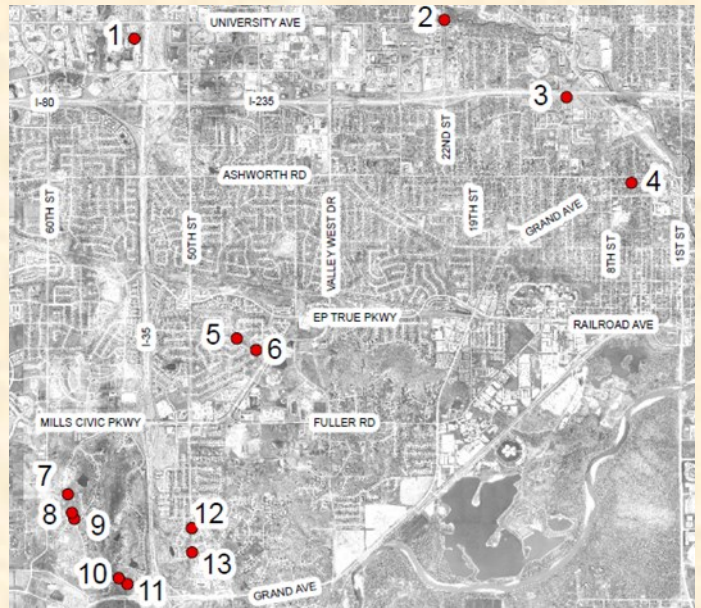 UNIVERSITY AVE
2
1
I-80
I-235
3
22ND ST
ASHWORTH RD
4
60TH ST
50TH ST
VALLEY WEST DR
19TH ST
GRAND AVE
8TH ST
1ST ST
I-35
EP TRUE PKWY
RAILROAD AVE
5
6
MILLS CIVIC PKWY
FULLER RD
7
8
9
12
13
10
11
GRAND AVE